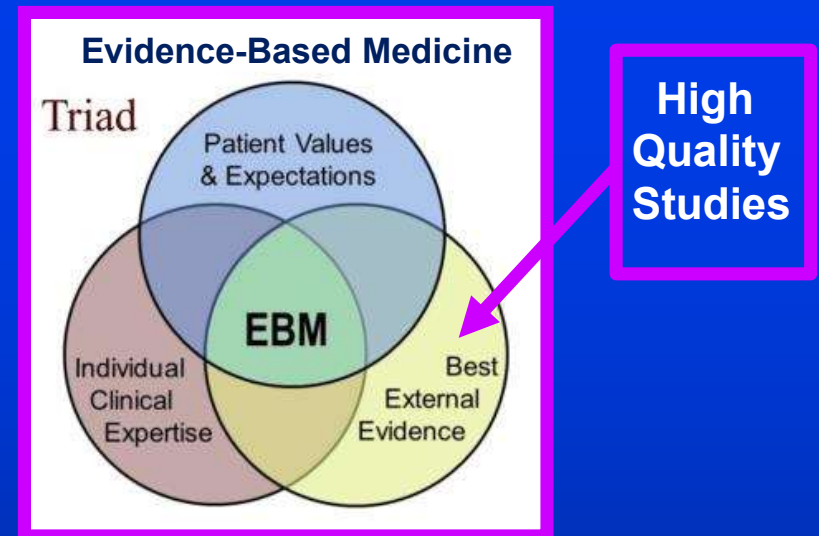 Evidence-Based Medicine
Triad
Patient Values
& Expectations
EBM
Individual
Clinical
Expertise
Best
External
Evidence
High
Quality
Studies